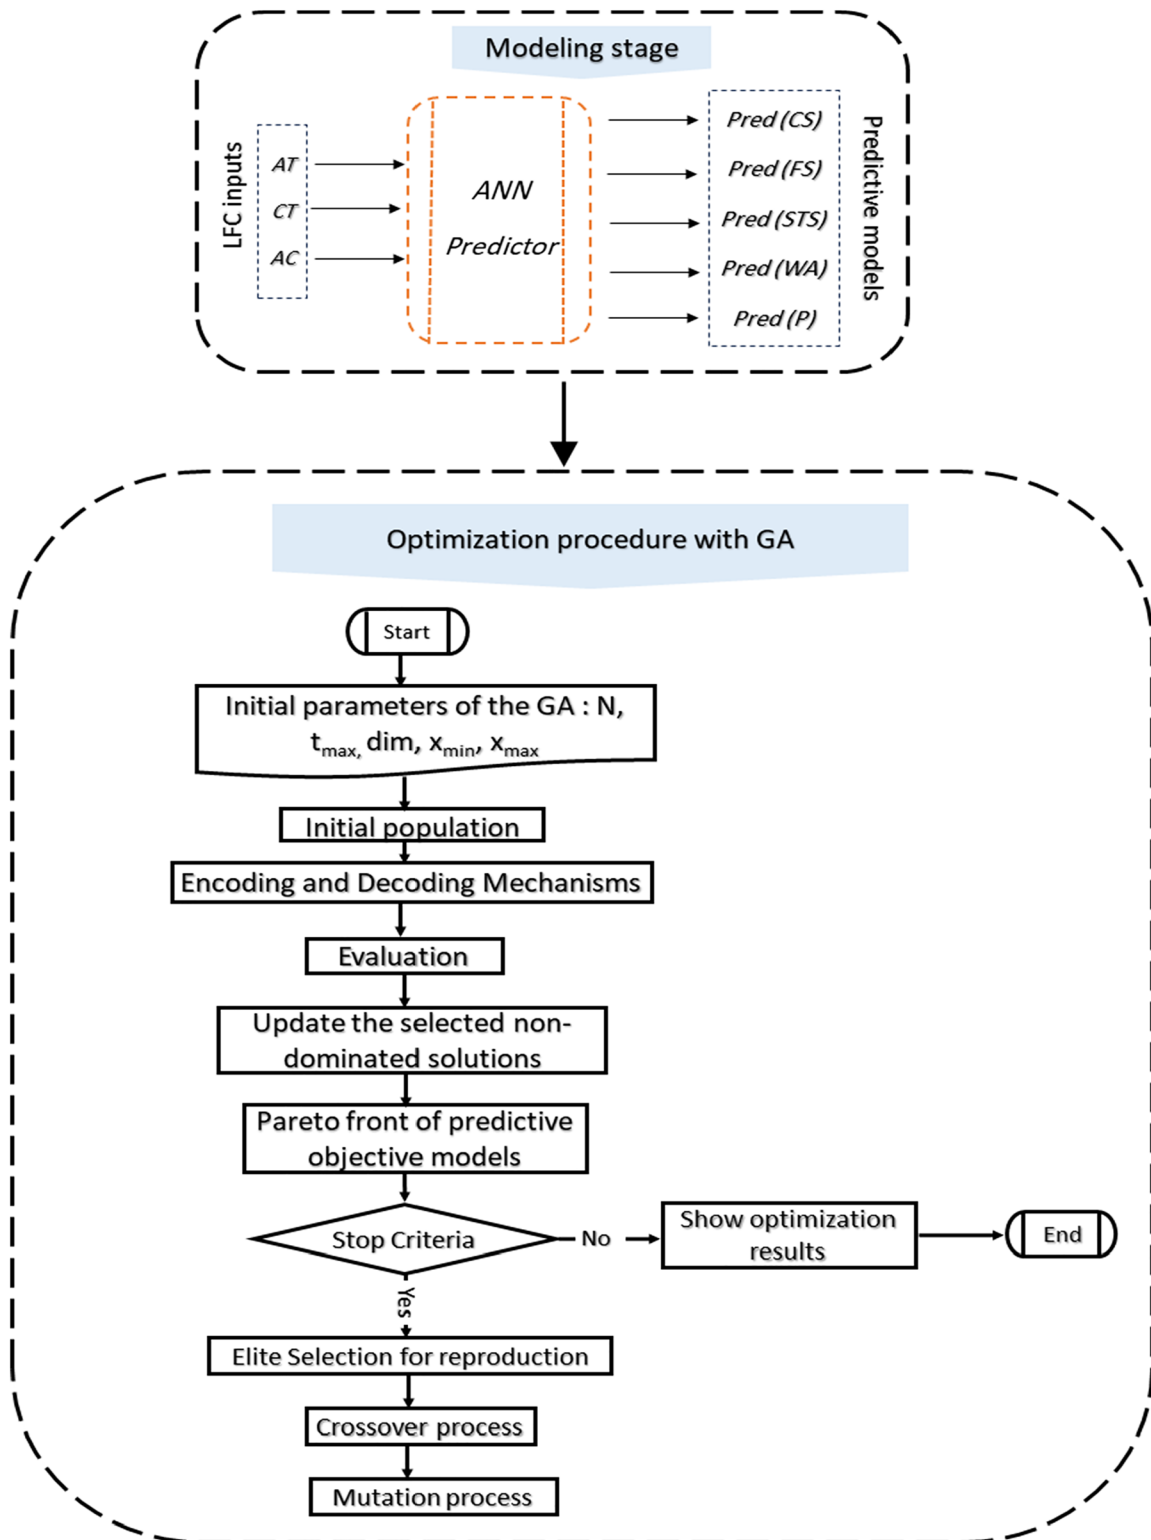 Modeling stage
LFC inputs
AT
CT
AC
ANN
Predictor
Pred (CS)
Pred (FS)
Pred (STS)
Pred (WA)
Pred (P)
Predictive models
Optimization procedure with GA
Start
Initial parameters of the GA : N,
tmax, dim, xmin, xmax
Initial population
Encoding and Decoding Mechanisms
Evaluation
Update the selected non-
dominated solutions
Pareto front of predictive
objective models
Stop Criteria
No
Show optimization
results
End
Yes
Elite Selection for reproduction
Crossover process
Mutation process